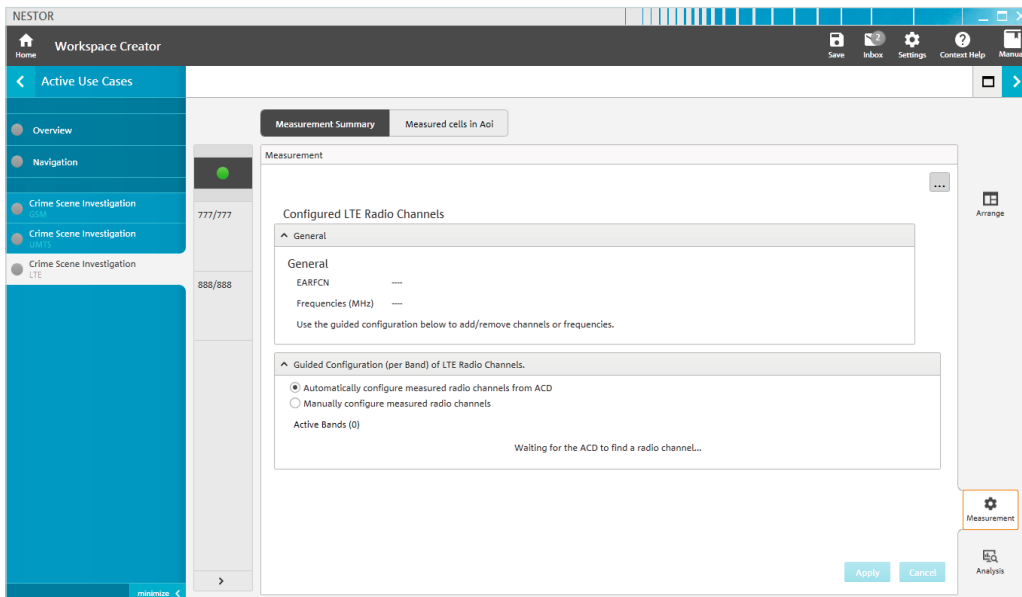 NESTOR
Home
Workspace Creator
Save
2
Inbox
Settings
Context Help
Manua
Active Use Cases
Overview
Navigation
Crime Scene Investigation
GSM
Crime Scene Investigation
UMTS
Crime Scene Investigation
LTE
minimize
777/777
888/888
Measurement Summary
Measured cells in Aoi
Measurement
...
Configured LTE Radio Channels
General
General
EARFCN ----
Frequencies (MHz) ----
Use the guided configuration below to add/remove channels or frequencies.
Guided Configuration (per Band) of LTE Radio Channels.
Automatically configure measured radio channels from ACD
Manually configure measured radio channels
Active Bands (0)
Waiting for the ACD to find a radio channel...
Apply
Cancel
Arrange
Measurement
Analysis